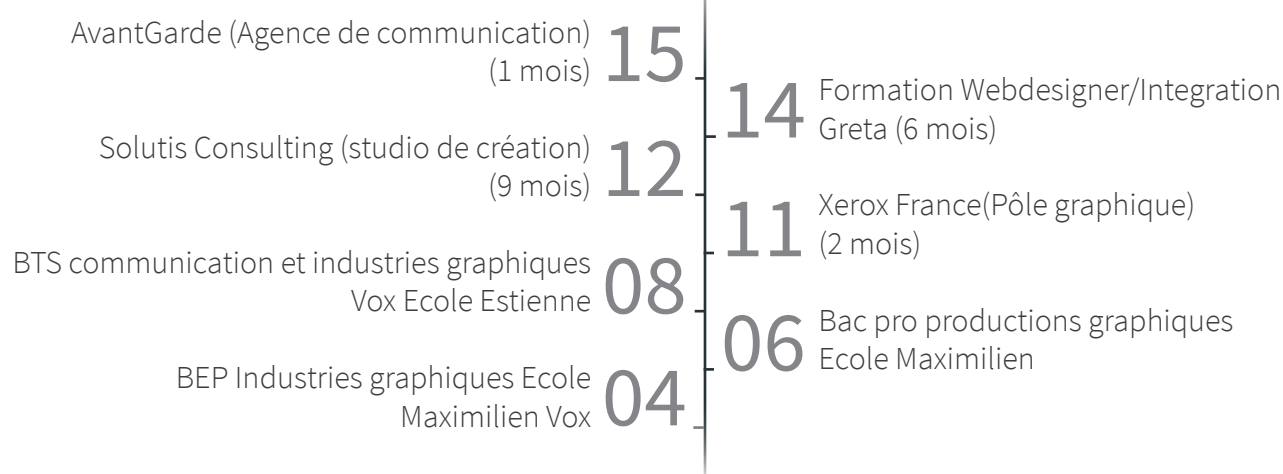 AvantGarde (Agence de communication)
(1 mois)
15
14
Formation Webdesigner/Integration
Greta (6 mois)
Solutis Consulting (studio de création)
(9 mois)
12
11
Xerox France(Pôle graphique)
(2 mois)
BTS communication et industries graphiques
Vox Ecole Estienne
08
06
Bac pro productions graphiques
Ecole Maximilien
BEP Industries graphiques Ecole
Maximilien Vox
04